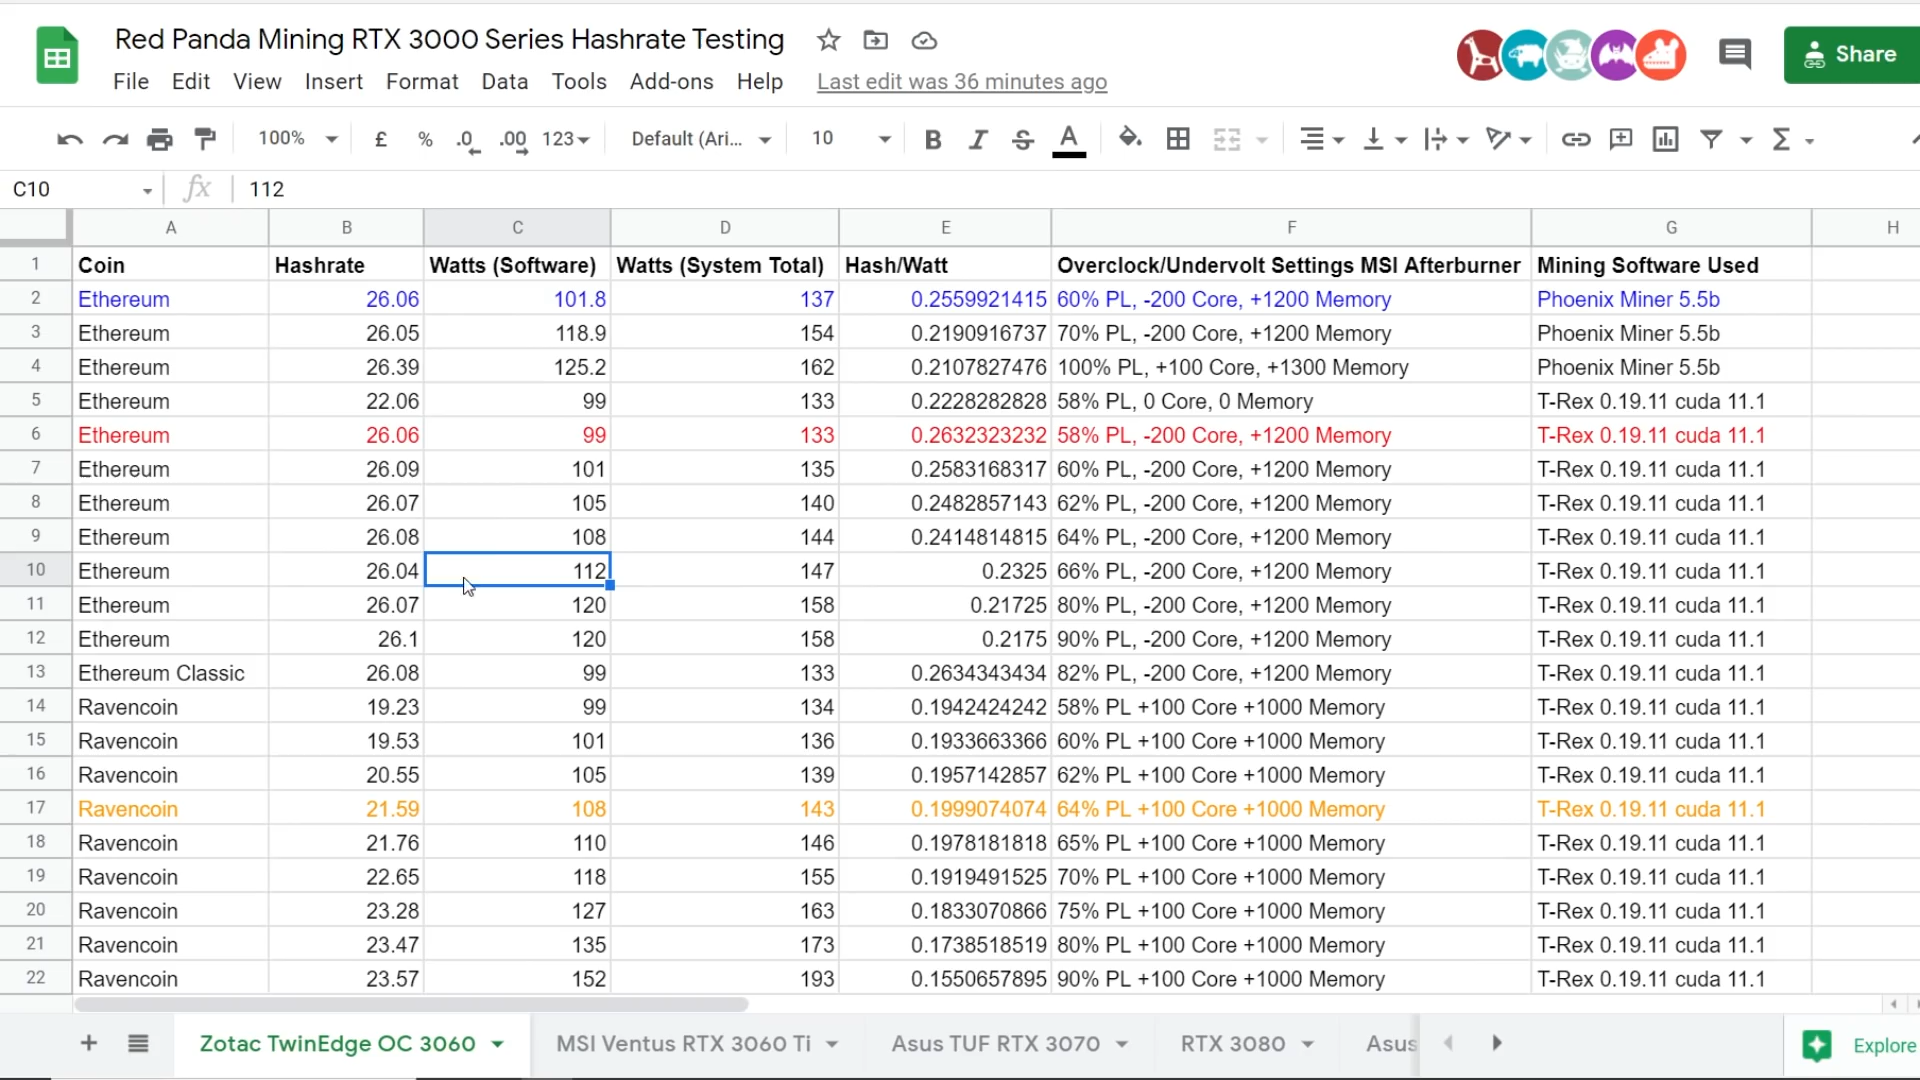 Red Panda Mining RTX 3000 Series Hashrate Testing
File Edit View Insert Format Data Tools Add-ons Help Last edit was 36 minutes ago
Share
100% £ % .0 .00 123 Default (Ari... 10 B I S A Σ
C10 fx 112
A B C D E F G H
1 Coin Hashrate Watts (Software) Watts (System Total) Hash/Watt Overclock/Undervolt Settings MSI Afterburner Mining Software Used
2 Ethereum 26.06 101.8 137 0.2559921415 60% PL, -200 Core, +1200 Memory Phoenix Miner 5.5b
3 Ethereum 26.05 118.9 154 0.2190916737 70% PL, -200 Core, +1200 Memory Phoenix Miner 5.5b
4 Ethereum 26.39 125.2 162 0.2107827476 100% PL, +100 Core, +1300 Memory Phoenix Miner 5.5b
5 Ethereum 22.06 99 133 0.2228282828 58% PL, 0 Core, 0 Memory T-Rex 0.19.11 cuda 11.1
6 Ethereum 26.06 99 133 0.2632323232 58% PL, -200 Core, +1200 Memory T-Rex 0.19.11 cuda 11.1
7 Ethereum 26.09 101 135 0.2583168317 60% PL, -200 Core, +1200 Memory T-Rex 0.19.11 cuda 11.1
8 Ethereum 26.07 105 140 0.2482857143 62% PL, -200 Core, +1200 Memory T-Rex 0.19.11 cuda 11.1
9 Ethereum 26.08 108 144 0.2414814815 64% PL, -200 Core, +1200 Memory T-Rex 0.19.11 cuda 11.1
10 Ethereum 26.04 112 147 0.2325 66% PL, -200 Core, +1200 Memory T-Rex 0.19.11 cuda 11.1
11 Ethereum 26.07 120 158 0.21725 80% PL, -200 Core, +1200 Memory T-Rex 0.19.11 cuda 11.1
12 Ethereum 26.1 120 158 0.2175 90% PL, -200 Core, +1200 Memory T-Rex 0.19.11 cuda 11.1
13 Ethereum Classic 26.08 99 133 0.2634343434 82% PL, -200 Core, +1200 Memory T-Rex 0.19.11 cuda 11.1
14 Ravencoin 19.23 99 134 0.1942424242 58% PL +100 Core +1000 Memory T-Rex 0.19.11 cuda 11.1
15 Ravencoin 19.53 101 136 0.1933663366 60% PL +100 Core +1000 Memory T-Rex 0.19.11 cuda 11.1
16 Ravencoin 20.55 105 139 0.1957142857 62% PL +100 Core +1000 Memory T-Rex 0.19.11 cuda 11.1
17 Ravencoin 21.59 108 143 0.1999074074 64% PL +100 Core +1000 Memory T-Rex 0.19.11 cuda 11.1
18 Ravencoin 21.76 110 146 0.1978181818 65% PL +100 Core +1000 Memory T-Rex 0.19.11 cuda 11.1
19 Ravencoin 22.65 118 155 0.1919491525 70% PL +100 Core +1000 Memory T-Rex 0.19.11 cuda 11.1
20 Ravencoin 23.28 127 163 0.1833070866 75% PL +100 Core +1000 Memory T-Rex 0.19.11 cuda 11.1
21 Ravencoin 23.47 135 173 0.1738518519 80% PL +100 Core +1000 Memory T-Rex 0.19.11 cuda 11.1
22 Ravencoin 23.57 152 193 0.1550657895 90% PL +100 Core +1000 Memory T-Rex 0.19.11 cuda 11.1
Zotac TwinEdge OC 3060 MSI Ventus RTX 3060 Ti Asus TUF RTX 3070 RTX 3080 Asus Explore